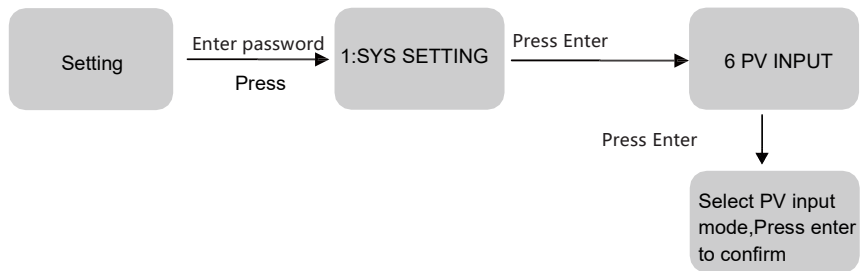 Setting
Enter password
Press
1:SYS SETTING
Press Enter
6 PV INPUT
Press Enter
Select PV input
mode,Press enter
to confirm